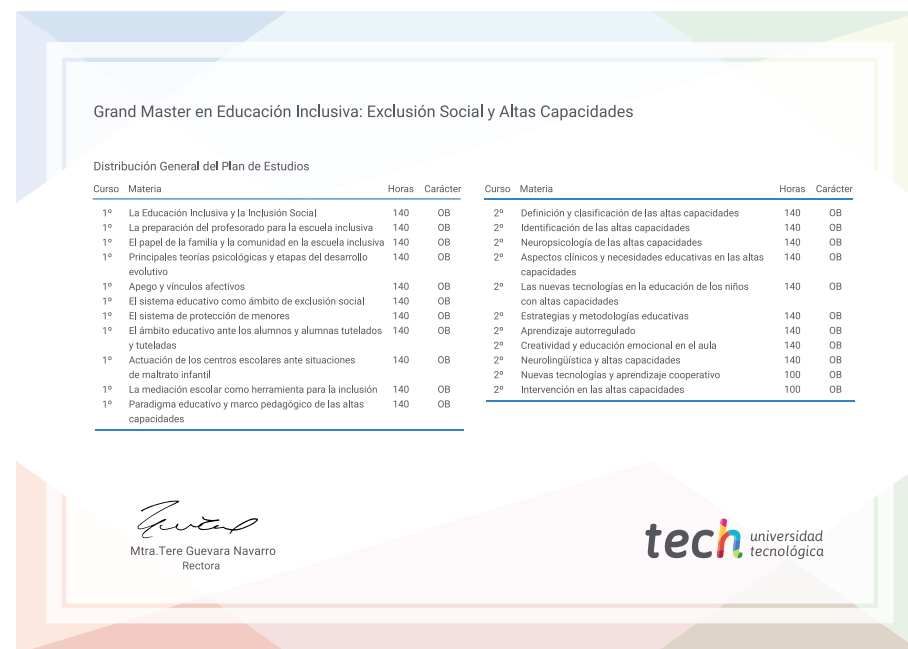 Grand Master en Educación Inclusiva: Exclusión Social y Altas Capacidades
Distribución General del Plan de Estudios
Curso Materia Horas Carácter
1º La Educación Inclusiva y la Inclusión Social 140 OB
1º La preparación del profesorado para la escuela inclusiva 140 OB
1º El papel de la familia y la comunidad en la escuela inclusiva 140 OB
1º Principales teorías psicológicas y etapas del desarrollo 140 OB
evolutivo
1º Apego y vínculos afectivos 140 OB
1º El sistema educativo como ámbito de exclusión social 140 OB
1º El sistema de protección de menores 140 OB
1º El ámbito educativo ante los alumnos y alumnas tutelados 140 OB
y tuteladas
1º Actuación de los centros escolares ante situaciones 140 OB
de maltrato infantil
1º La mediación escolar como herramienta para la inclusión 140 OB
1º Paradigma educativo y marco pedagógico de las altas 140 OB
capacidades
Curso Materia Horas Carácter
2º Definición y clasificación de las altas capacidades 140 OB
2º Identificación de las altas capacidades 140 OB
2º Neuropsicología de las altas capacidades 140 OB
2º Aspectos clínicos y necesidades educativas en las altas 140 OB
capacidades
2º Las nuevas tecnologías en la educación de los niños 140 OB
con altas capacidades
2º Estrategias y metodologías educativas 140 OB
2º Aprendizaje autorregulado 140 OB
2º Creatividad y educación emocional en el aula 140 OB
2º Neurolingüística y altas capacidades 140 OB
2º Nuevas tecnologías y aprendizaje cooperativo 100 OB
2º Intervención en las altas capacidades 100 OB
Mtra.Tere Guevara Navarro
Rectora
tech universidad
tecnológica